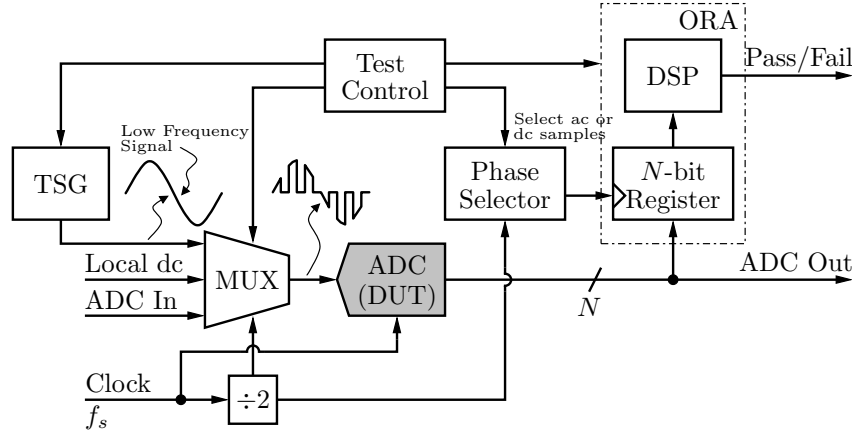 ORA
Test
Control
DSP
Pass/Fail
Low Frequency
Signal
Select ac or
dc samples
TSG
Phase
Selector
N-bit
Register
Local dc
MUX
ADC
(DUT)
ADC Out
ADC In
N
Clock
÷2
f_s